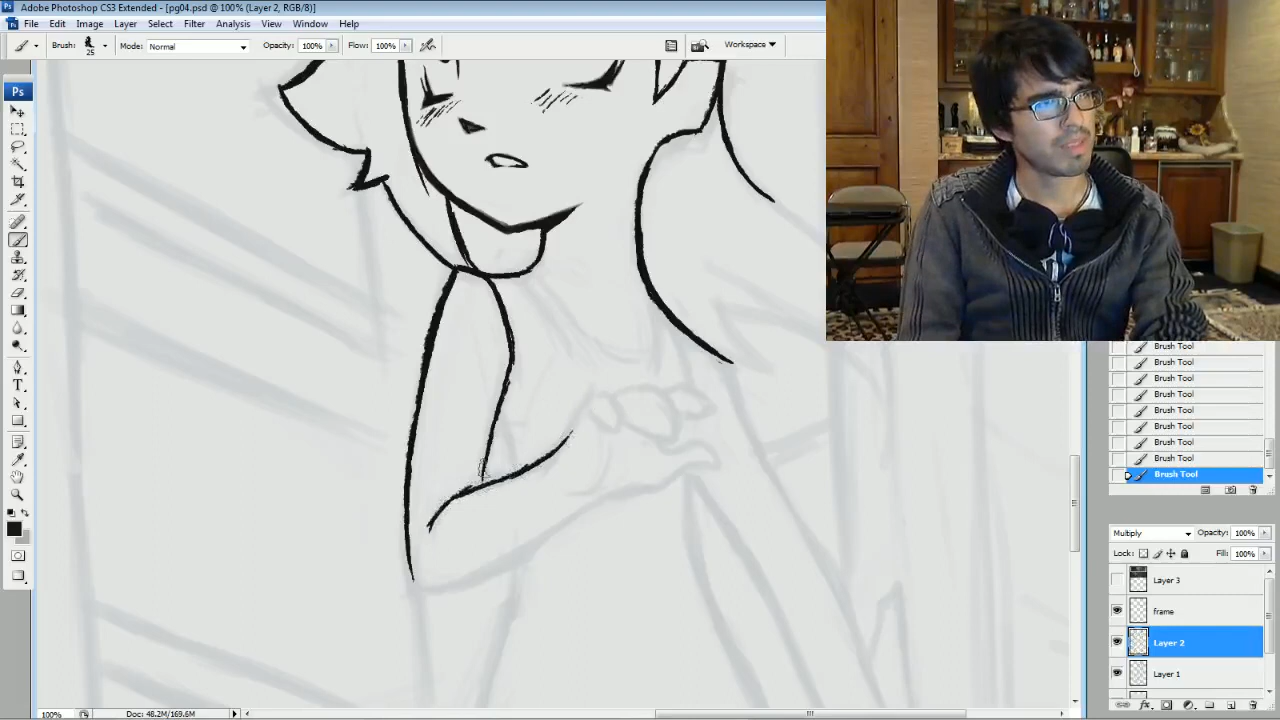 Adobe Photoshop CS3 Extended - [pg04.psd @ 100% (Layer 2, RGB/8)]
File Edit Image Layer Select Filter Analysis View Window Help
Brush: 25 Mode: Normal Opacity: 100% Flow: 100% Workspace
Ps
Brush Tool
Brush Tool
Brush Tool
Brush Tool
Brush Tool
Brush Tool
Brush Tool
Brush Tool
Brush Tool
Multiply Opacity: 100%
Lock: Fill: 100%
Layer 3
frame
Layer 2
Layer 1
100% Doc: 48.2M/169.6M